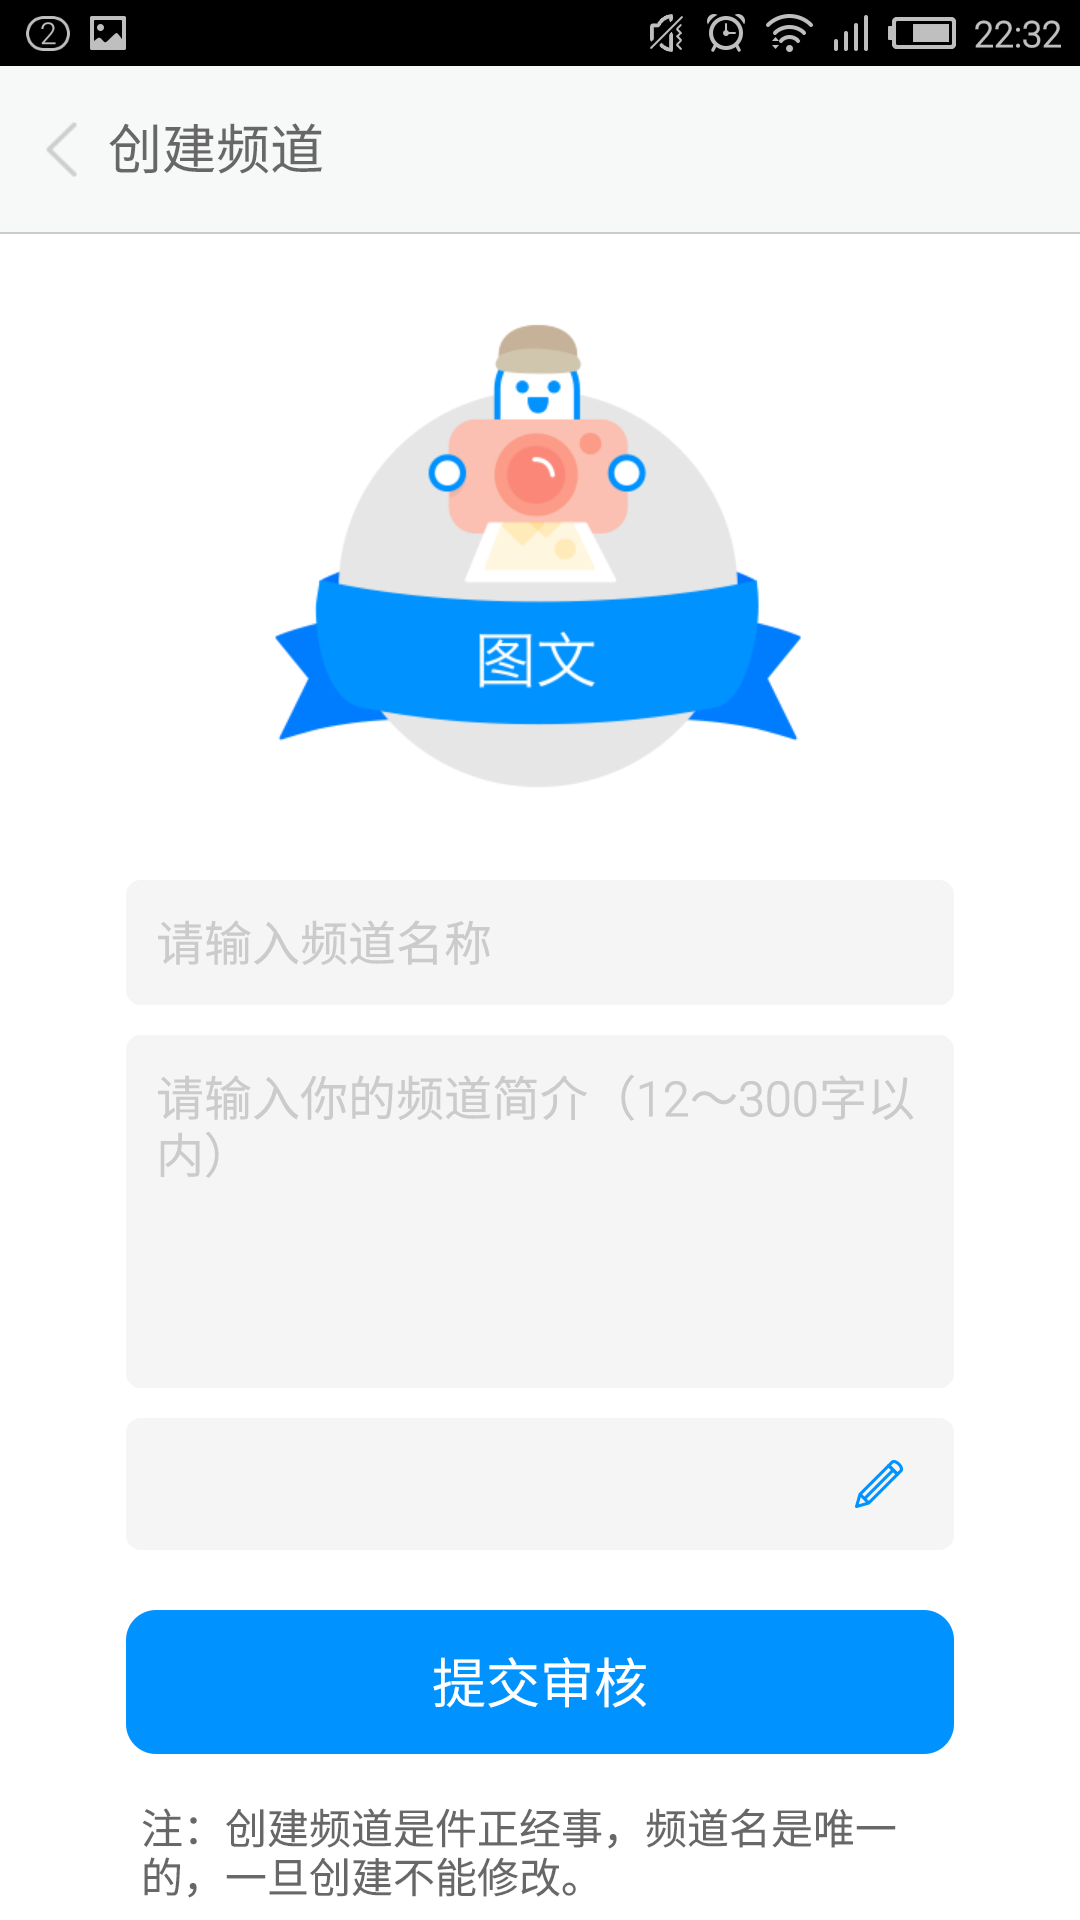 2
22:32
创建频道
图文
请输入频道名称
请输入你的频道简介（12～300字以
内）
提交审核
注：创建频道是件正经事，频道名是唯一
的，一旦创建不能修改。